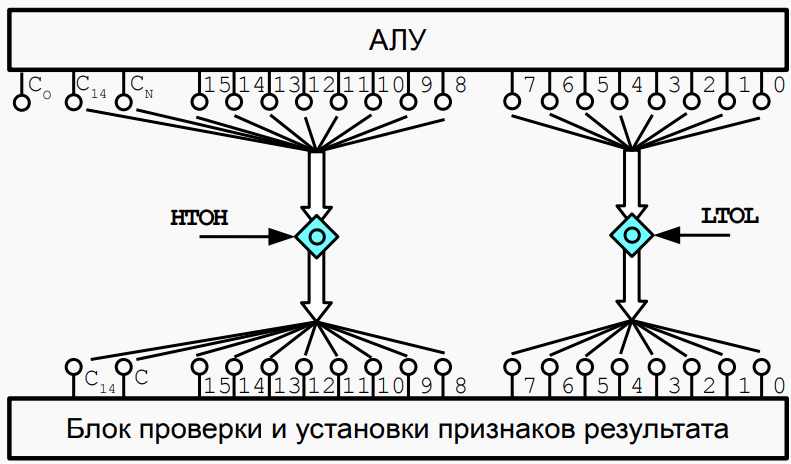 АЛУ
C₀ C₁₄ Cₙ 15 14 13 12 11 10 9 8 7 6 5 4 3 2 1 0
HTOH LTOL
C₁₄ C 15 14 13 12 11 10 9 8 7 6 5 4 3 2 1 0
Блок проверки и установки признаков результата